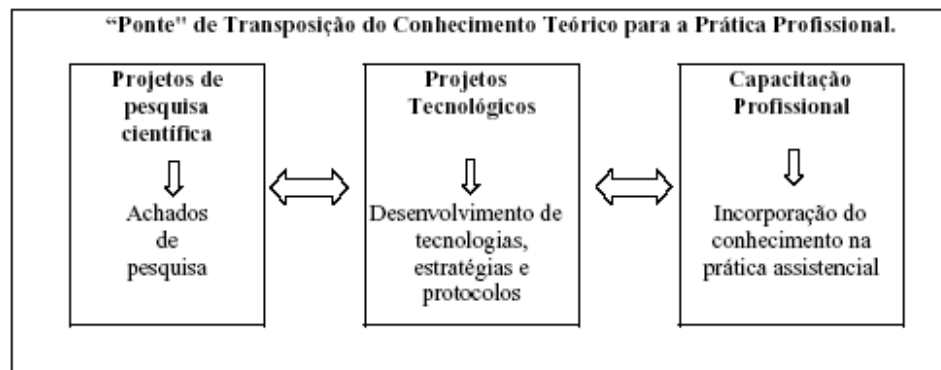 “Ponte" de Transposição do Conhecimento Teórico para a Prática Profissional.
Projetos de
pesquisa
científica
Achados
de
pesquisa
Projetos
Tecnológicos
Desenvolvimento de
tecnologias,
estratégias e
protocolos
Capacitação
Profissional
Incorporação do
conhecimento na
prática assistencial